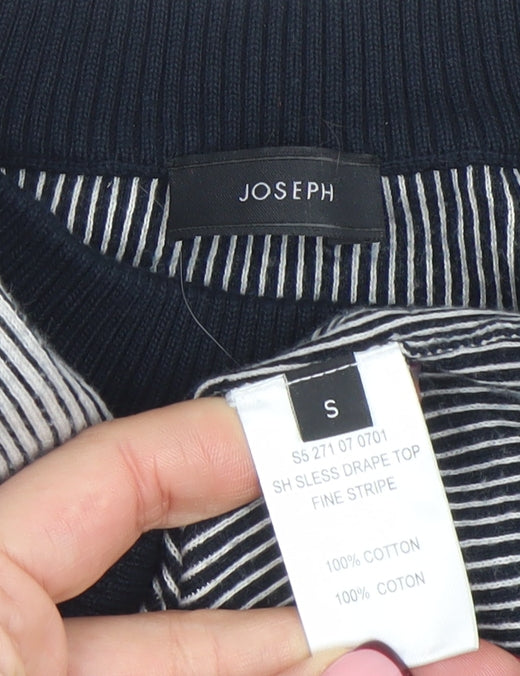 JOSEPH
S
S5 271 07 0701
SH SLESS DRAPE TOP
FINE STRIPE
100% COTTON
100% COTON